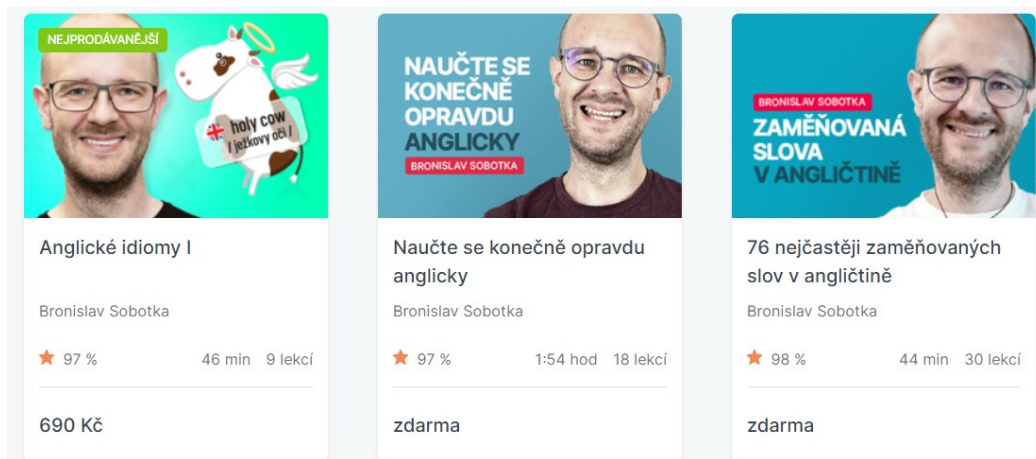 NEJPRODÁVANĚJŠÍ
holy cow
/ ježkovy oči /
Anglické idiomy I
Bronislav Sobotka
97 %
46 min 9 lekcí
690 Kč
NAUČTE SE
KONEČNĚ
OPRAVDU
ANGLICKY
BRONISLAV SOBOTKA
Naučte se konečně opravdu
anglicky
Bronislav Sobotka
97 %
1:54 hod 18 lekcí
zdarma
BRONISLAV SOBOTKA
ZAMĚŇOVANÁ
SLOVA
V ANGLIČTINĚ
76 nejčastěji zaměňovaných
slov v angličtině
Bronislav Sobotka
98 %
44 min 30 lekcí
zdarma